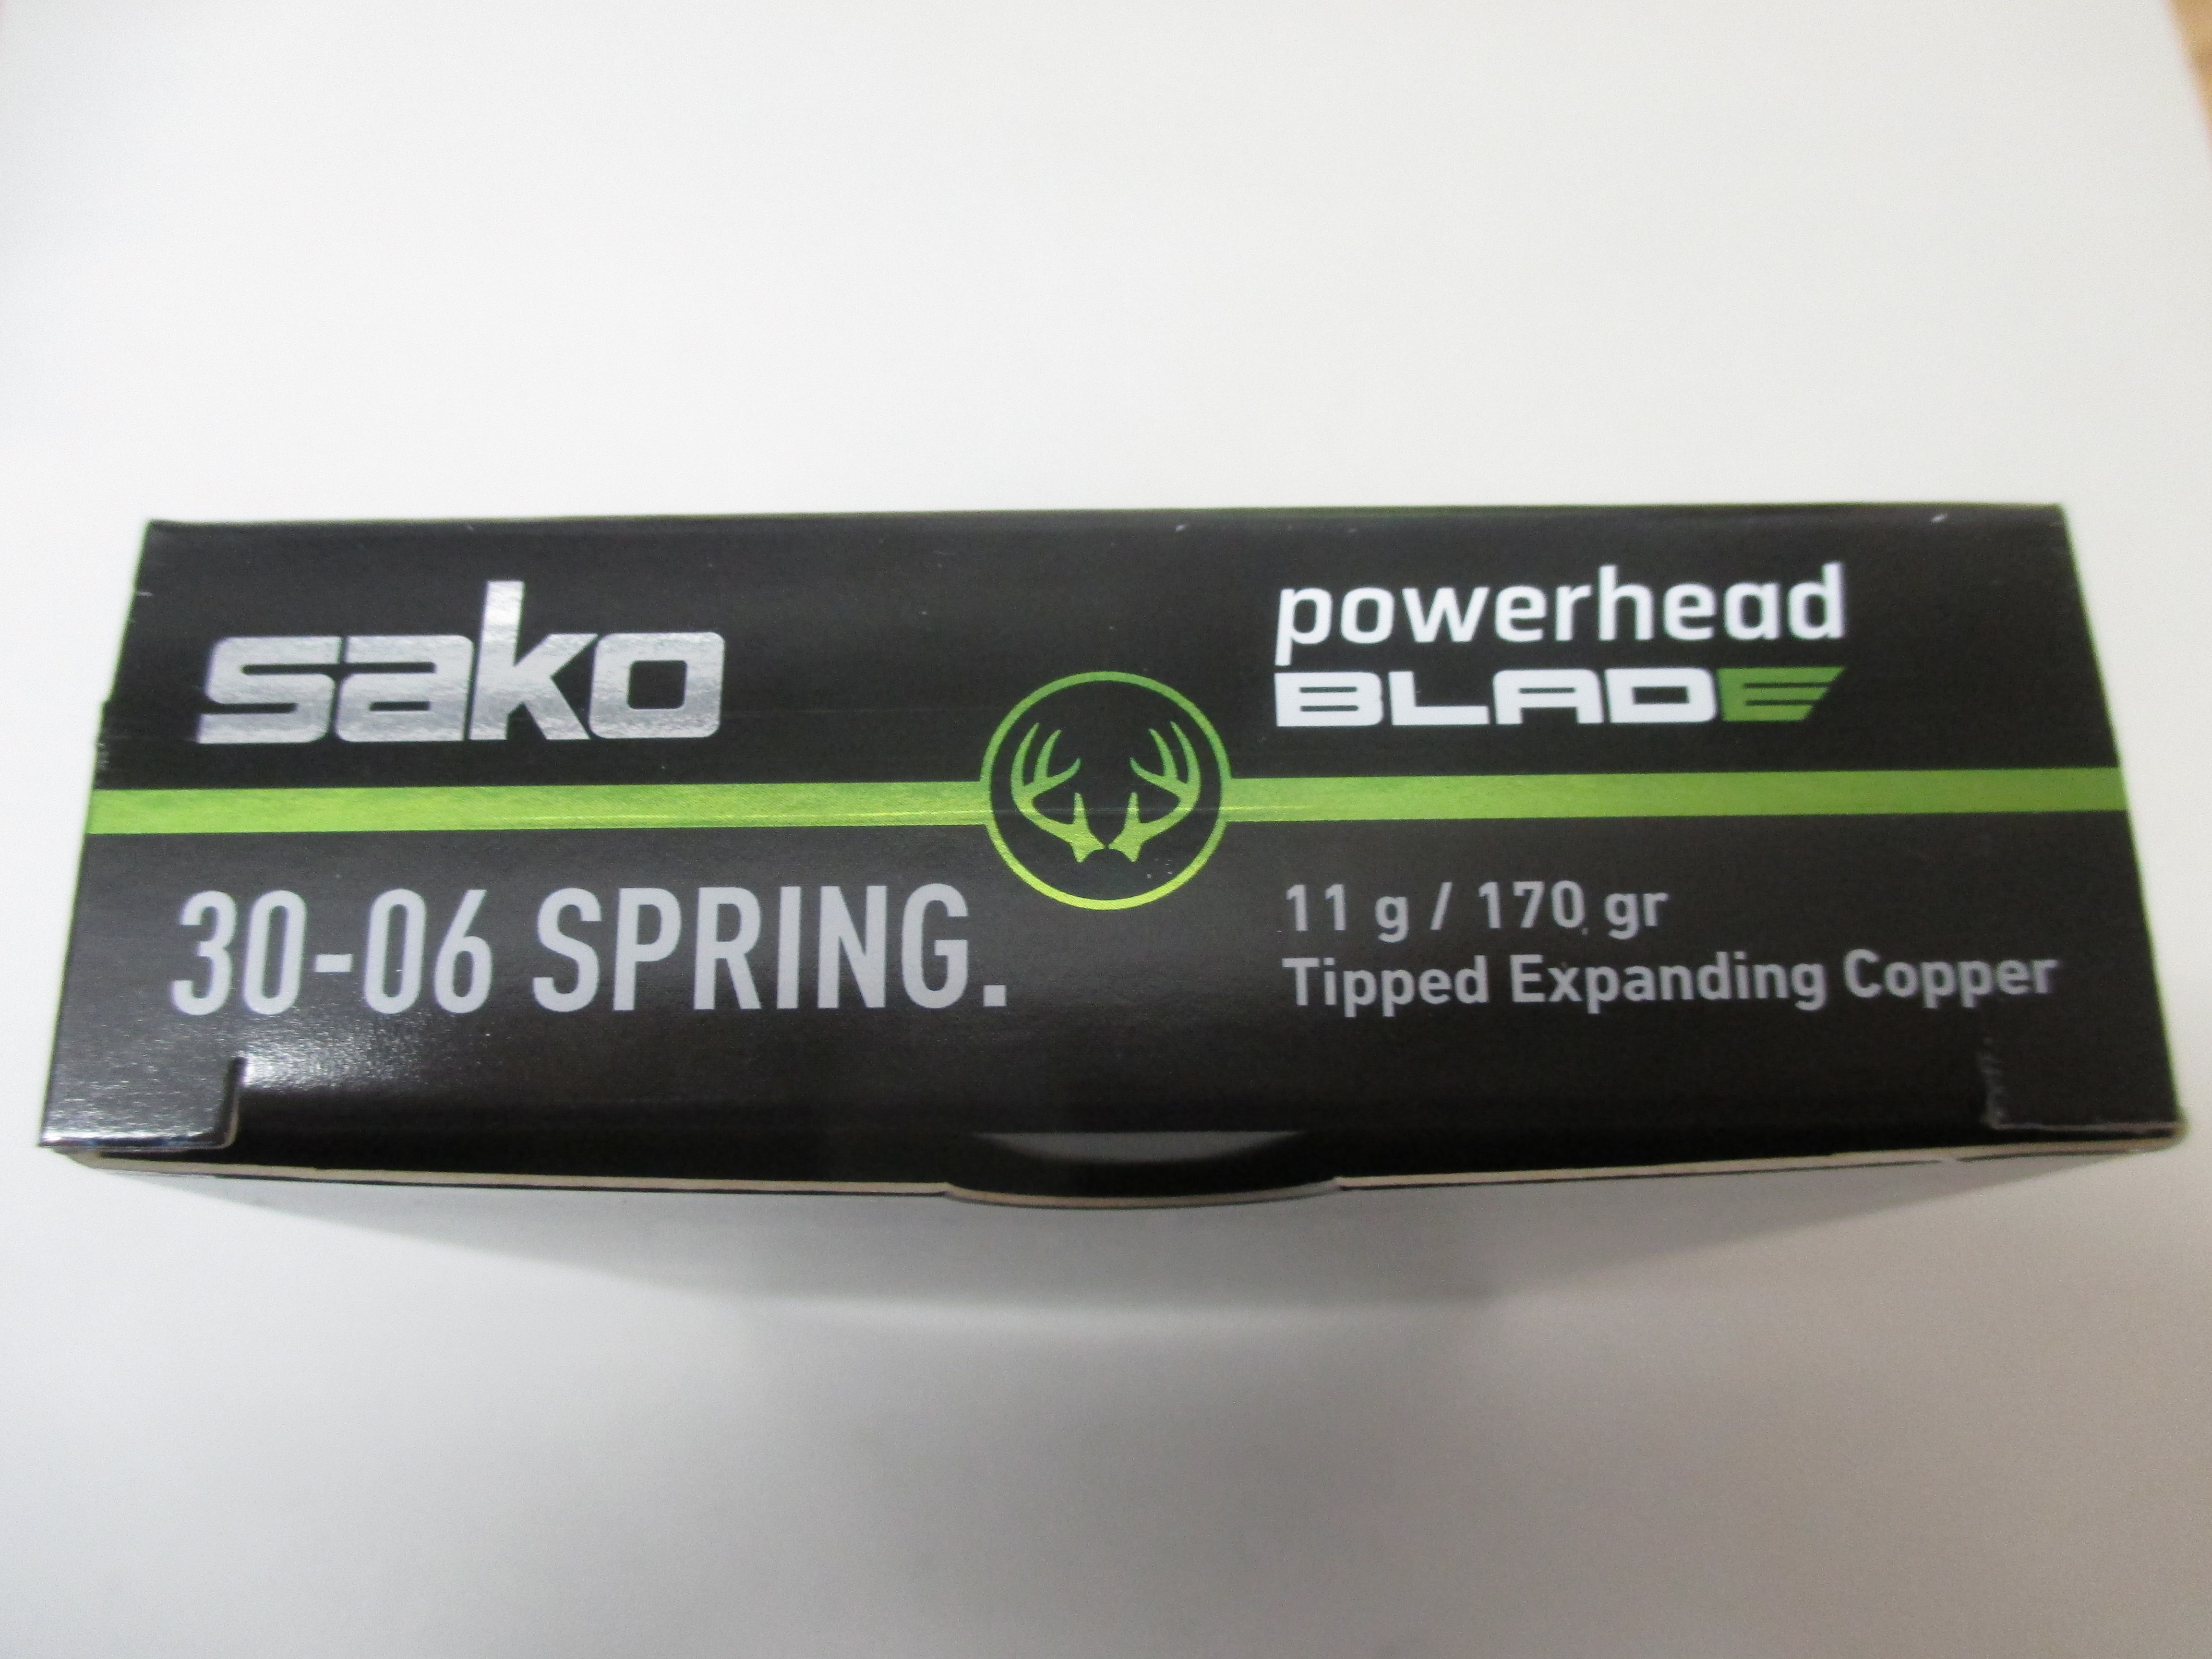 sako
powerhead
BLADE
30-06 SPRING.
11 g / 170 gr
Tipped Expanding Copper